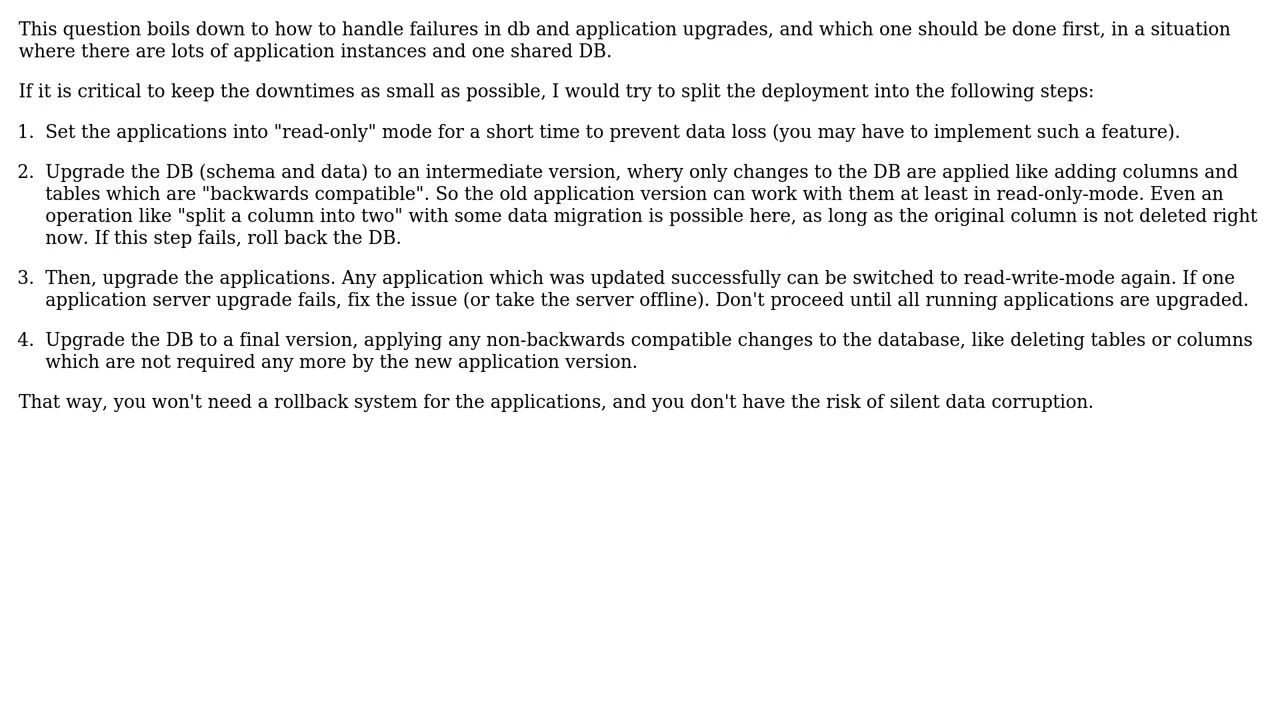 This question boils down to how to handle failures in db and application upgrades, and which one should be done first, in a situation
where there are lots of application instances and one shared DB.
If it is critical to keep the downtimes as small as possible, I would try to split the deployment into the following steps:
1. Set the applications into "read-only" mode for a short time to prevent data loss (you may have to implement such a feature).
2. Upgrade the DB (schema and data) to an intermediate version, whery only changes to the DB are applied like adding columns and
tables which are "backwards compatible". So the old application version can work with them at least in read-only-mode. Even an
operation like "split a column into two" with some data migration is possible here, as long as the original column is not deleted right
now. If this step fails, roll back the DB.
3. Then, upgrade the applications. Any application which was updated successfully can be switched to read-write-mode again. If one
application server upgrade fails, fix the issue (or take the server offline). Don't proceed until all running applications are upgraded.
4. Upgrade the DB to a final version, applying any non-backwards compatible changes to the database, like deleting tables or columns
which are not required any more by the new application version.
That way, you won't need a rollback system for the applications, and you don't have the risk of silent data corruption.